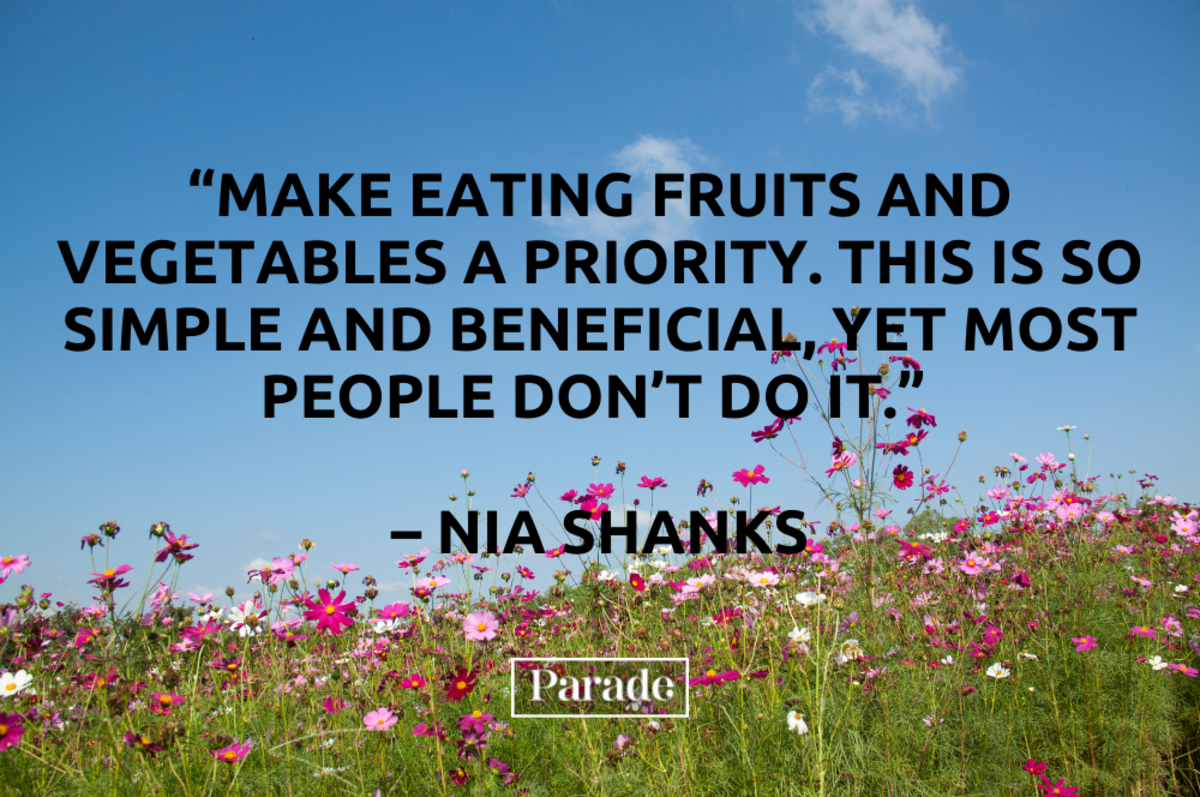 “MAKE EATING FRUITS AND
VEGETABLES A PRIORITY. THIS IS SO
SIMPLE AND BENEFICIAL, YET MOST
PEOPLE DON’T DO IT.”
– NIA SHANKS
Parade